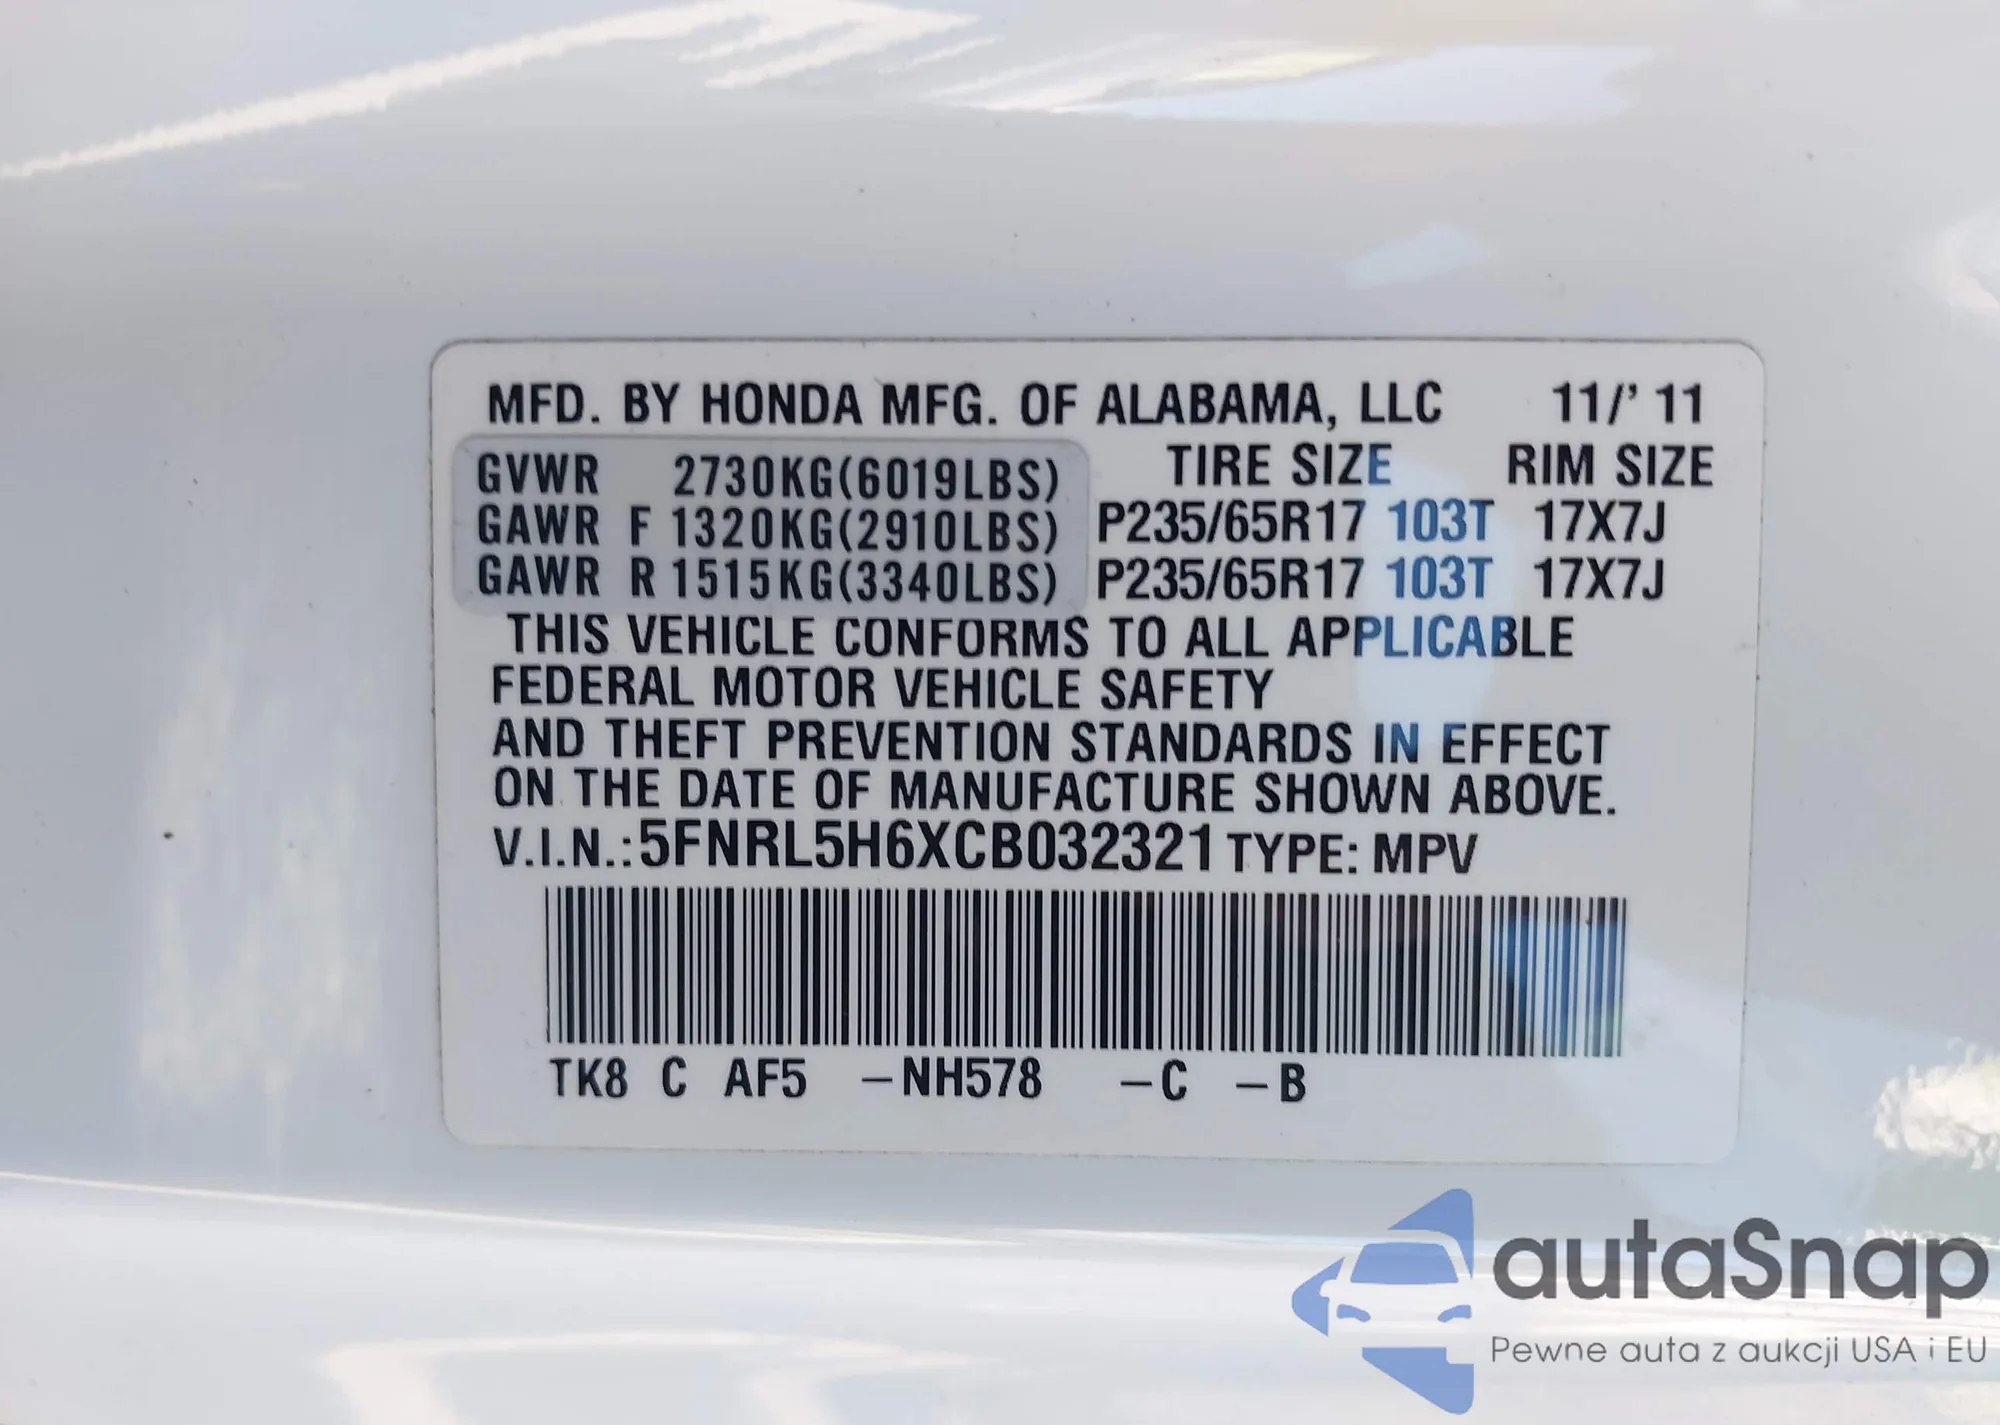 MFD. BY HONDA MFG. OF ALABAMA, LLC 11/' 11
TIRE SIZE RIM SIZE
GVWR 2730KG(6019LBS)
GAWR F 1320KG(2910LBS) P235/65R17 103T 17X7J
GAWR R 1515KG(3340LBS) P235/65R17 103T 17X7J
THIS VEHICLE CONFORMS TO ALL APPLICABLE
FEDERAL MOTOR VEHICLE SAFETY
AND THEFT PREVENTION STANDARDS IN EFFECT
ON THE DATE OF MANUFACTURE SHOWN ABOVE.
V.I.N.:5FNRL5H6XCB032321 TYPE: MPV
TK8 C AF5 –NH578 –C –B
autaSnap
Pewne auta z aukcji USA i EU